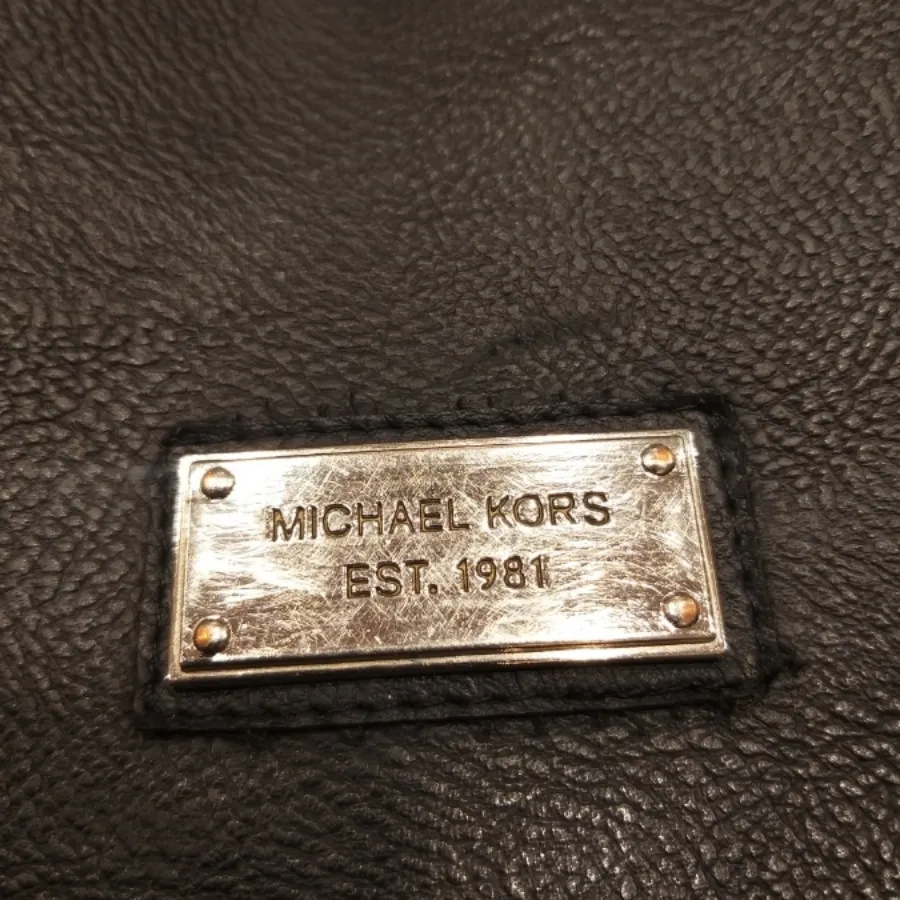 MICHAEL KORS
EST. 1981